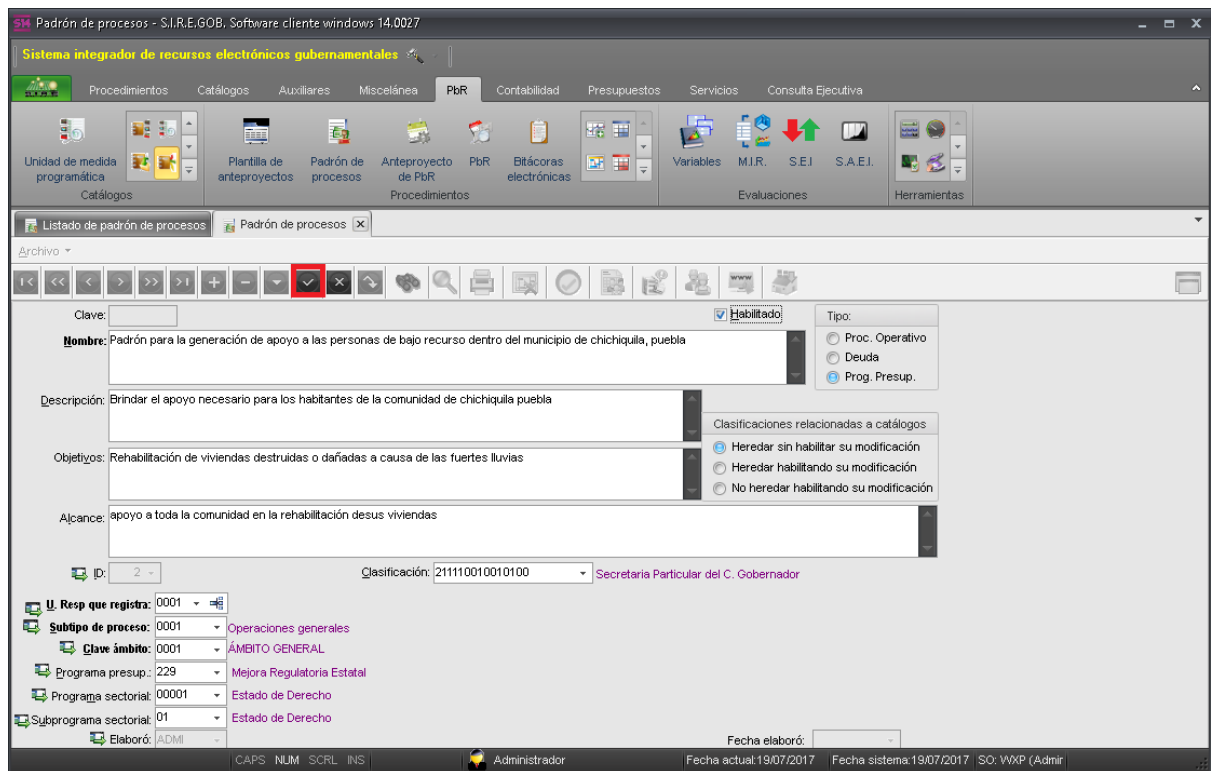 S14 Padrón de procesos - S.I.R.E.GOB. Software cliente windows 14.0027
Sistema integrador de recursos electrónicos gubernamentales
Procedimientos Catálogos Auxiliares Miscelánea PbR Contabilidad Presupuestos Servicios Consulta Ejecutiva
Unidad de medida programática
Plantilla de anteproyectos
Padrón de procesos
Anteproyecto de PbR
PbR
Bitácoras electrónicas
Variables
M.I.R.
S.E.I
S.A.E.I.
Catálogos Procedimientos Evaluaciones Herramientas
Listado de padrón de procesos Padrón de procesos
Archivo
www
Clave: Habilitado
Tipo:
Proc. Operativo
Deuda
Prog. Presup.
Nombre: Padrón para la generación de apoyo a las personas de bajo recurso dentro del municipio de chichiquila, puebla
Descripción: Brindar el apoyo necesario para los habitantes de la comunidad de chichiquila puebla
Clasificaciones relacionadas a catálogos
Heredar sin habilitar su modificación
Heredar habilitando su modificación
No heredar habilitando su modificación
Objetivos: Rehabilitación de viviendas destruidas o dañadas a causa de las fuertes lluvias
Alcance: apoyo a toda la comunidad en la rehabilitación desus viviendas
ID: 2 Clasificación: 211110010010100 Secretaria Particular del C. Gobernador
U. Resp que registra: 0001
Subtipo de proceso: 0001 Operaciones generales
Clave ámbito: 0001 ÁMBITO GENERAL
Programa presup.: 229 Mejora Regulatoria Estatal
Programa sectorial: 00001 Estado de Derecho
Subprograma sectorial: 01 Estado de Derecho
Elaboró: ADMI Fecha elaboró:
CAPS NUM SCRL INS Administrador Fecha actual:19/07/2017 Fecha sistema:19/07/2017 SO: WXP (Admir